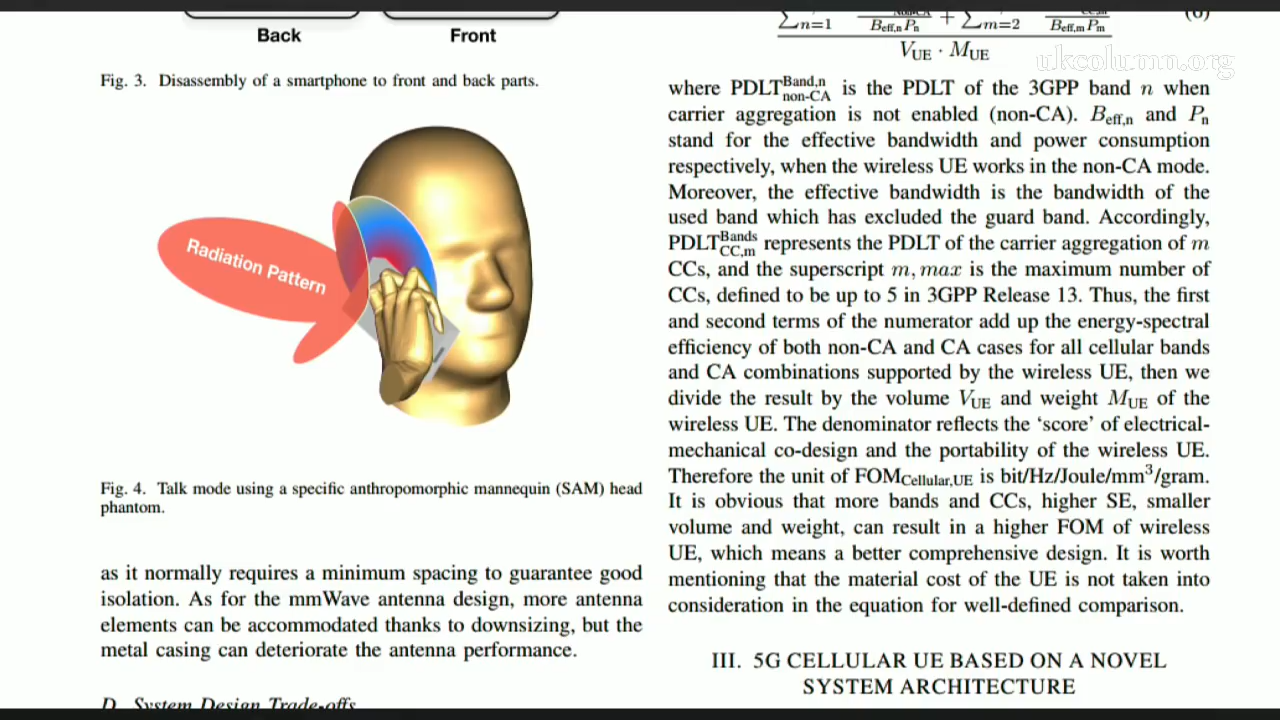 Back Front
Fig. 3. Disassembly of a smartphone to front and back parts.
Radiation Pattern
Fig. 4. Talk mode using a specific anthropomorphic mannequin (SAM) head
phantom.
as it normally requires a minimum spacing to guarantee good
isolation. As for the mmWave antenna design, more antenna
elements can be accommodated thanks to downsizing, but the
metal casing can deteriorate the antenna performance.
D. System Design Trade-offs
∑n=1 Beff,n Pn + ∑m=2 Beff,m Pm (6)
VUE · MUE
ukcolumn.org
where PDLT^Band,n_non-CA is the PDLT of the 3GPP band n when
carrier aggregation is not enabled (non-CA). Beff,n and Pn
stand for the effective bandwidth and power consumption
respectively, when the wireless UE works in the non-CA mode.
Moreover, the effective bandwidth is the bandwidth of the
used band which has excluded the guard band. Accordingly,
PDLT^Bands_CC,m represents the PDLT of the carrier aggregation of m
CCs, and the superscript m, max is the maximum number of
CCs, defined to be up to 5 in 3GPP Release 13. Thus, the first
and second terms of the numerator add up the energy-spectral
efficiency of both non-CA and CA cases for all cellular bands
and CA combinations supported by the wireless UE, then we
divide the result by the volume VUE and weight MUE of the
wireless UE. The denominator reflects the ‘score’ of electrical-
mechanical co-design and the portability of the wireless UE.
Therefore the unit of FOMCellular,UE is bit/Hz/Joule/mm³/gram.
It is obvious that more bands and CCs, higher SE, smaller
volume and weight, can result in a higher FOM of wireless
UE, which means a better comprehensive design. It is worth
mentioning that the material cost of the UE is not taken into
consideration in the equation for well-defined comparison.
III. 5G CELLULAR UE BASED ON A NOVEL
SYSTEM ARCHITECTURE